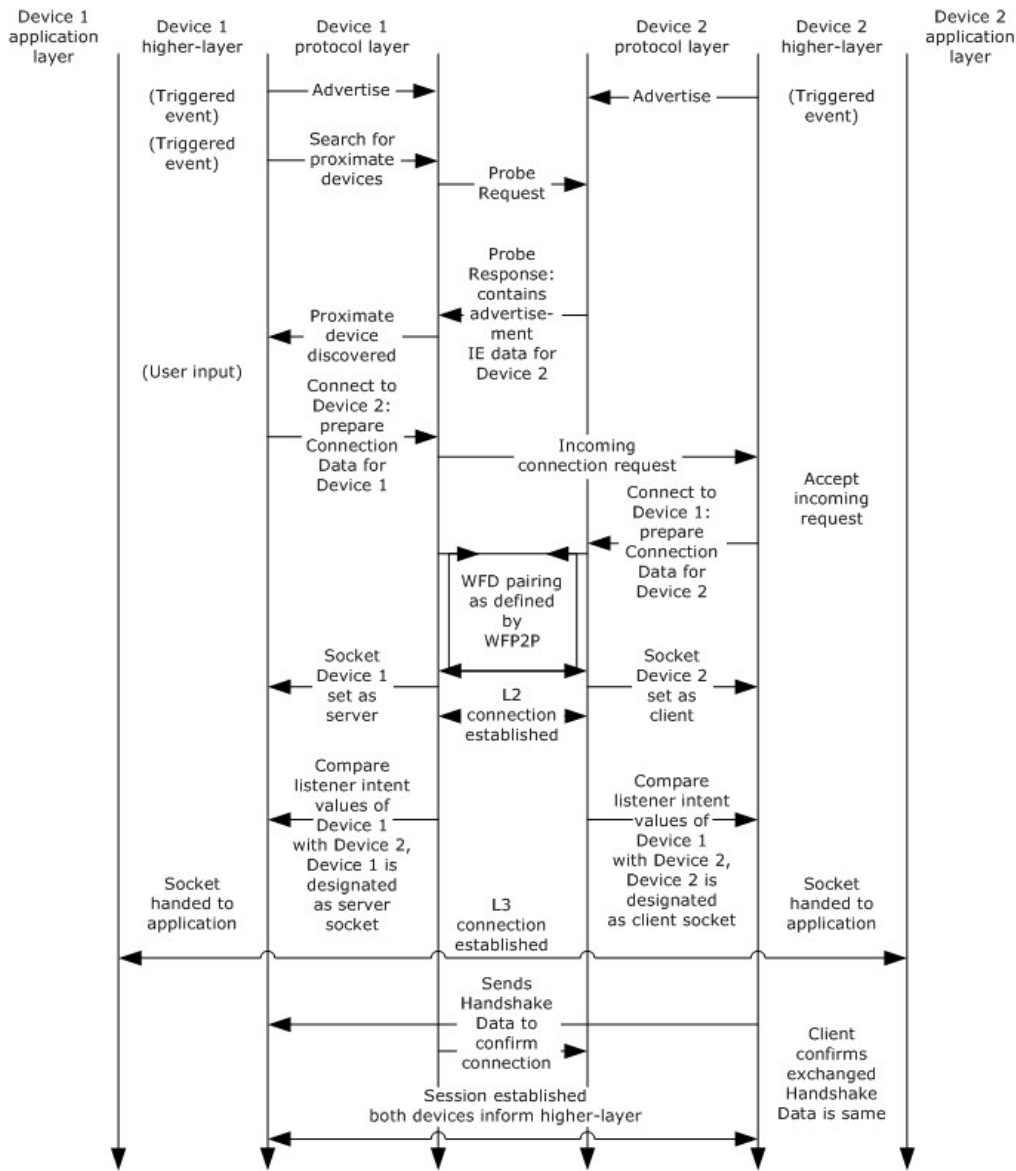 Device 1
application
layer
Device 1
higher-layer
Device 1
protocol layer
Device 2
protocol layer
Device 2
higher-layer
Device 2
application
layer
(Triggered
event)
Advertise
Advertise
(Triggered
event)
(Triggered
event)
Search for
proximate
devices
Probe
Request
Probe
Response:
contains
advertise-
ment
IE data for
Device 2
Proximate
device
discovered
(User input)
Connect to
Device 2:
prepare
Connection
Data for
Device 1
Incoming
connection request
Accept
incoming
request
Connect to
Device 1:
prepare
Connection
Data for
Device 2
WFD pairing
as defined
by
WFP2P
Socket
Device 1
set as
server
Socket
Device 2
set as
client
L2
connection
established
Compare
listener intent
values of
Device 1
with Device 2,
Device 1 is
designated
as server
socket
Compare
listener intent
values of
Device 1
with Device 2,
Device 2 is
designated
as client socket
Socket
handed to
application
L3
connection
established
Socket
handed to
application
Sends
Handshake
Data to
confirm
connection
Client
confirms
exchanged
Handshake
Data is same
Session established
both devices inform higher-layer